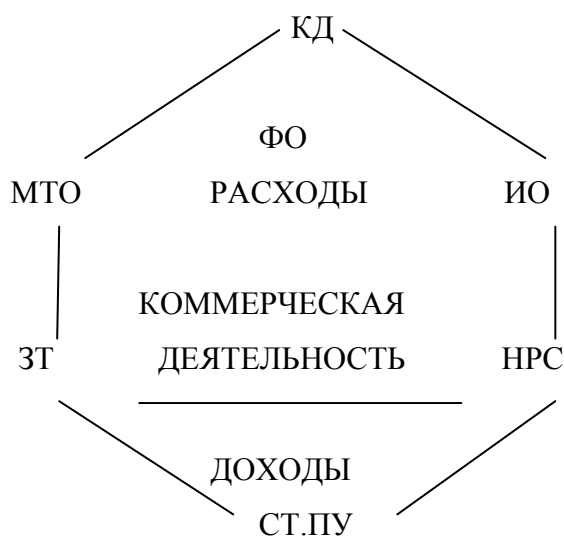 КД
ФО
МТО РАСХОДЫ ИО
КОММЕРЧЕСКАЯ
ЗТ ДЕЯТЕЛЬНОСТЬ НРС
ДОХОДЫ
СТ.ПУ